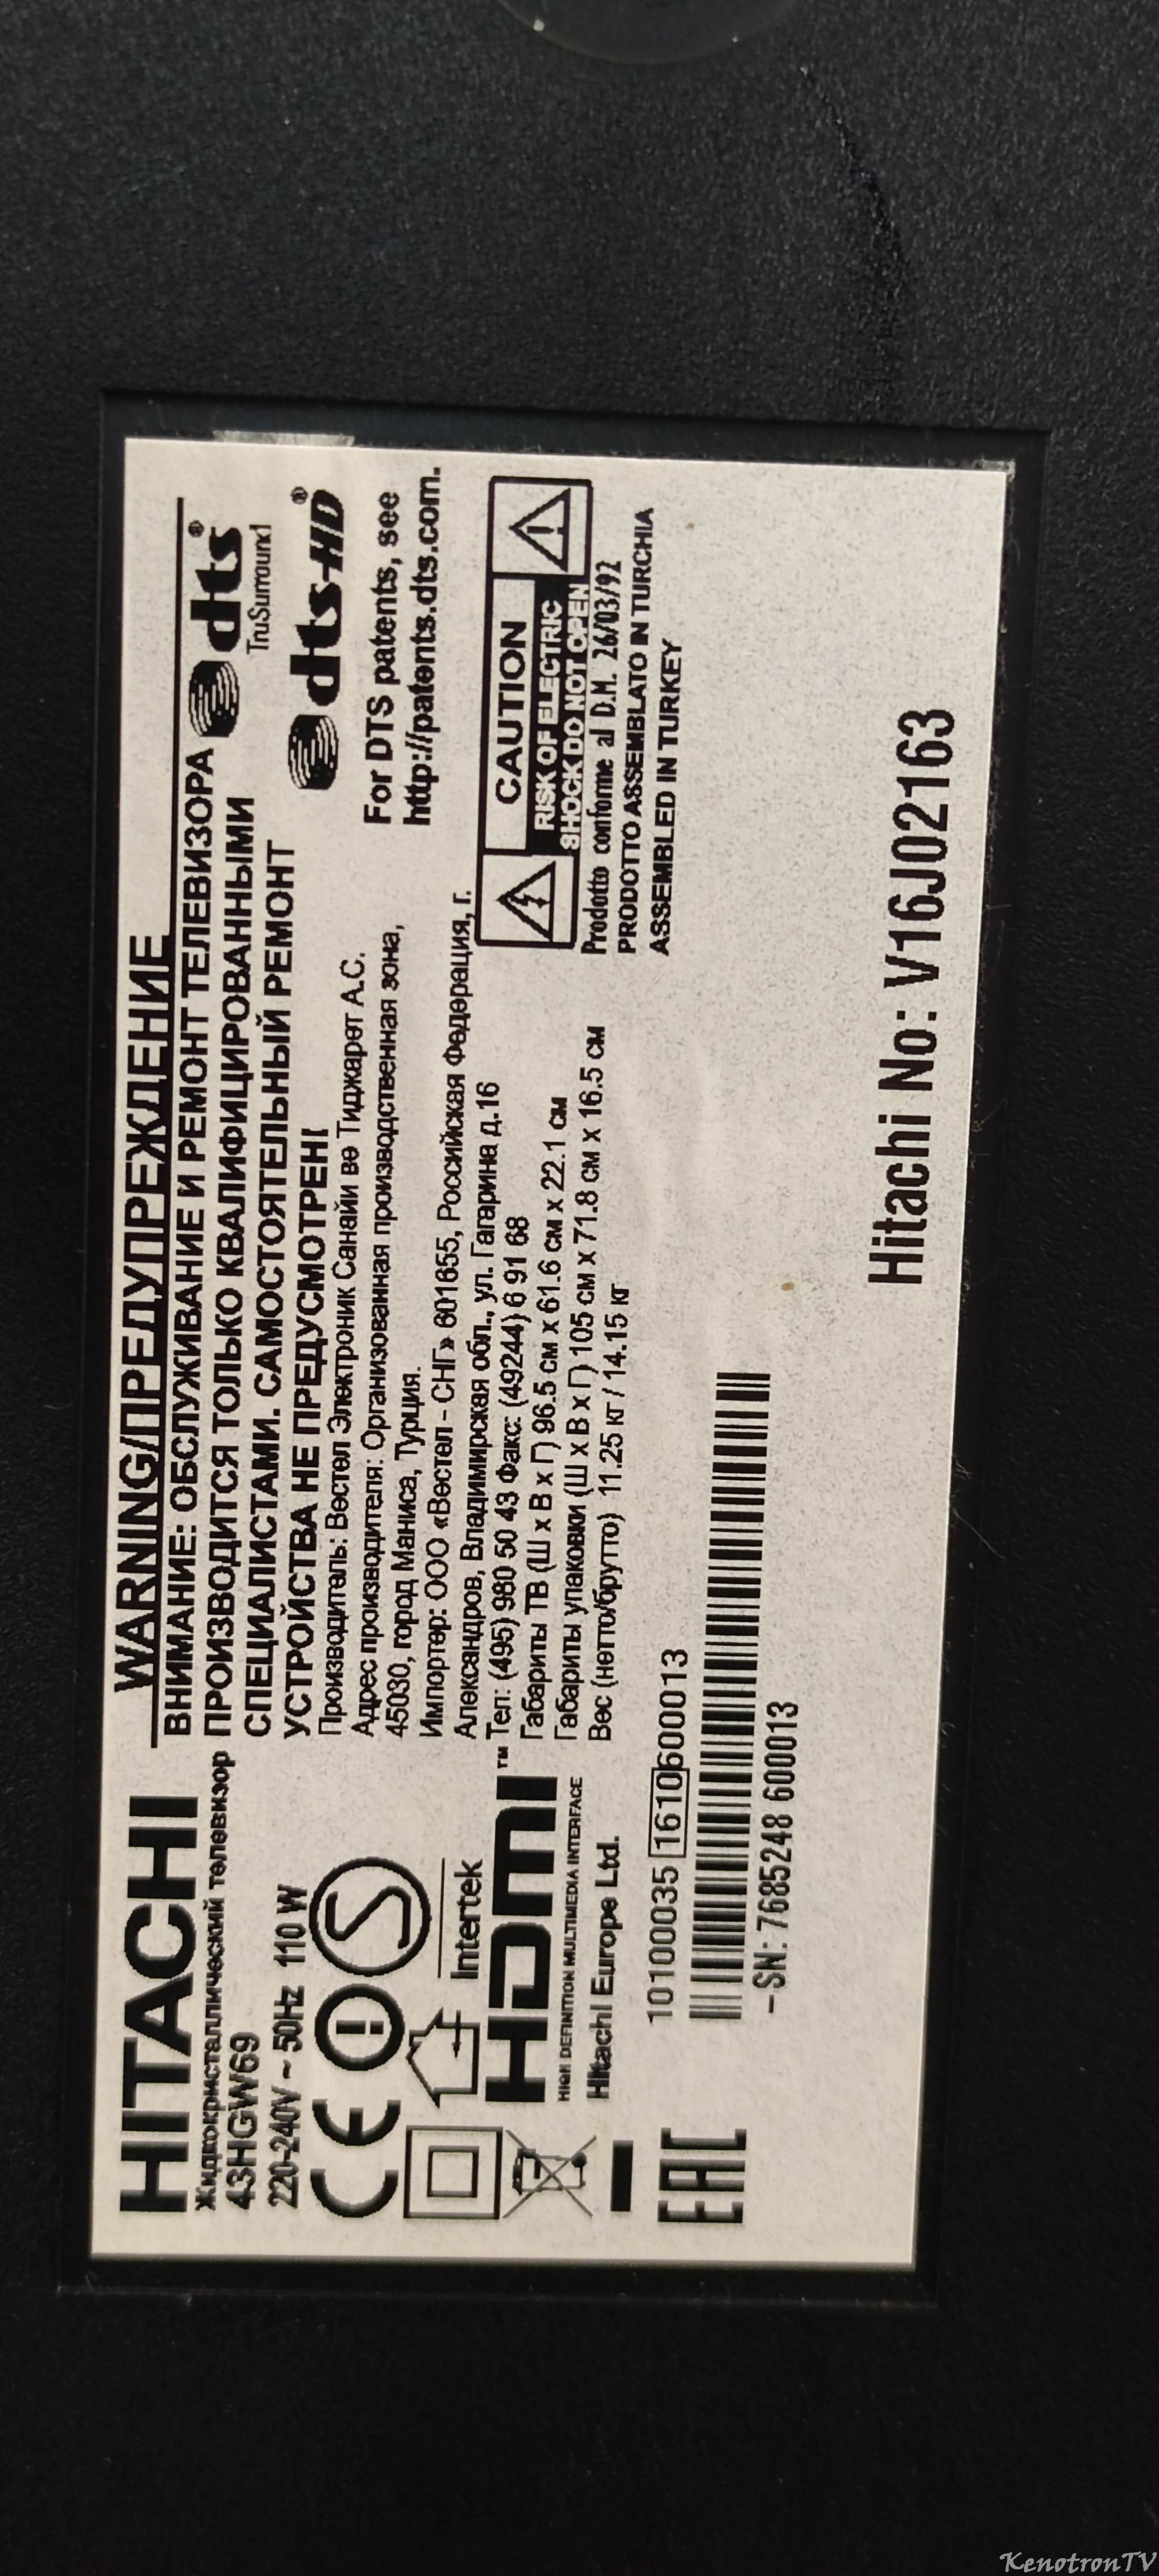 HITACHI
Жидкокристаллический телевизор
43HGW69
220-240V ~ 50Hz 110 W
CE
Intertek
HDMI™
HIGH DEFINITION MULTIMEDIA INTERFACE
Hitachi Europe Ltd.
EAC
WARNING/ПРЕДУПРЕЖДЕНИЕ
ВНИМАНИЕ: ОБСЛУЖИВАНИЕ И РЕМОНТ ТЕЛЕВИЗОРА
ПРОИЗВОДИТСЯ ТОЛЬКО КВАЛИФИЦИРОВАННЫМИ
СПЕЦИАЛИСТАМИ. САМОСТОЯТЕЛЬНЫЙ РЕМОНТ
УСТРОЙСТВА НЕ ПРЕДУСМОТРЕН
Производитель: Вестел Электроник Санайи ве Тиджарет А.С.
Адрес производителя: Организованная производственная зона,
45030, город Маниса, Турция.
Импортер: ООО «Вестел - СНГ» 601655, Российская Федерация, г.
Александров, Владимирская обл., ул. Гагарина д.16
Тел: (495) 980 50 43 Факс: (49244) 6 91 68
Габариты ТВ (Ш x В x Г) 96.5 см x 61.6 см x 22.1 см
Габариты упаковки (Ш x В x Г) 105 см x 71.8 см x 16.5 см
Вес (нетто/брутто) 11.25 кг / 14.15 кг
dts®
TruSurround
dts-HD®
For DTS patents, see
http://patents.dts.com.
CAUTION
RISK OF ELECTRIC
SHOCK DO NOT OPEN
Prodotto conforme al D.M. 26/03/92
PRODOTTO ASSEMBLATO IN TURCHIA
ASSEMBLED IN TURKEY
10100035 1610600013
-SN: 7685248 600013
Hitachi No: V16J02163
KenotronTV